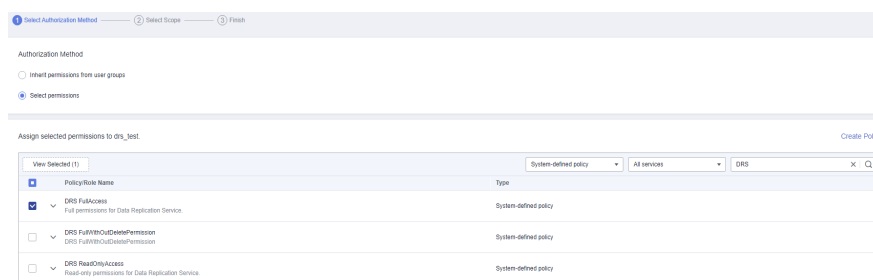 1 Select Authorization Method 2 Select Scope 3 Finish
Authorization Method
Inherit permissions from user groups
Select permissions
Assign selected permissions to drs_test. Create Pol
View Selected (1) System-defined policy All services DRS
Policy/Role Name Type
DRS FullAccess
Full permissions for Data Replication Service.
System-defined policy
DRS FullWithOutDeletePermission
DRS FullWithOutDeletePermission
System-defined policy
DRS ReadOnlyAccess
Read-only permissions for Data Replication Service.
System-defined policy